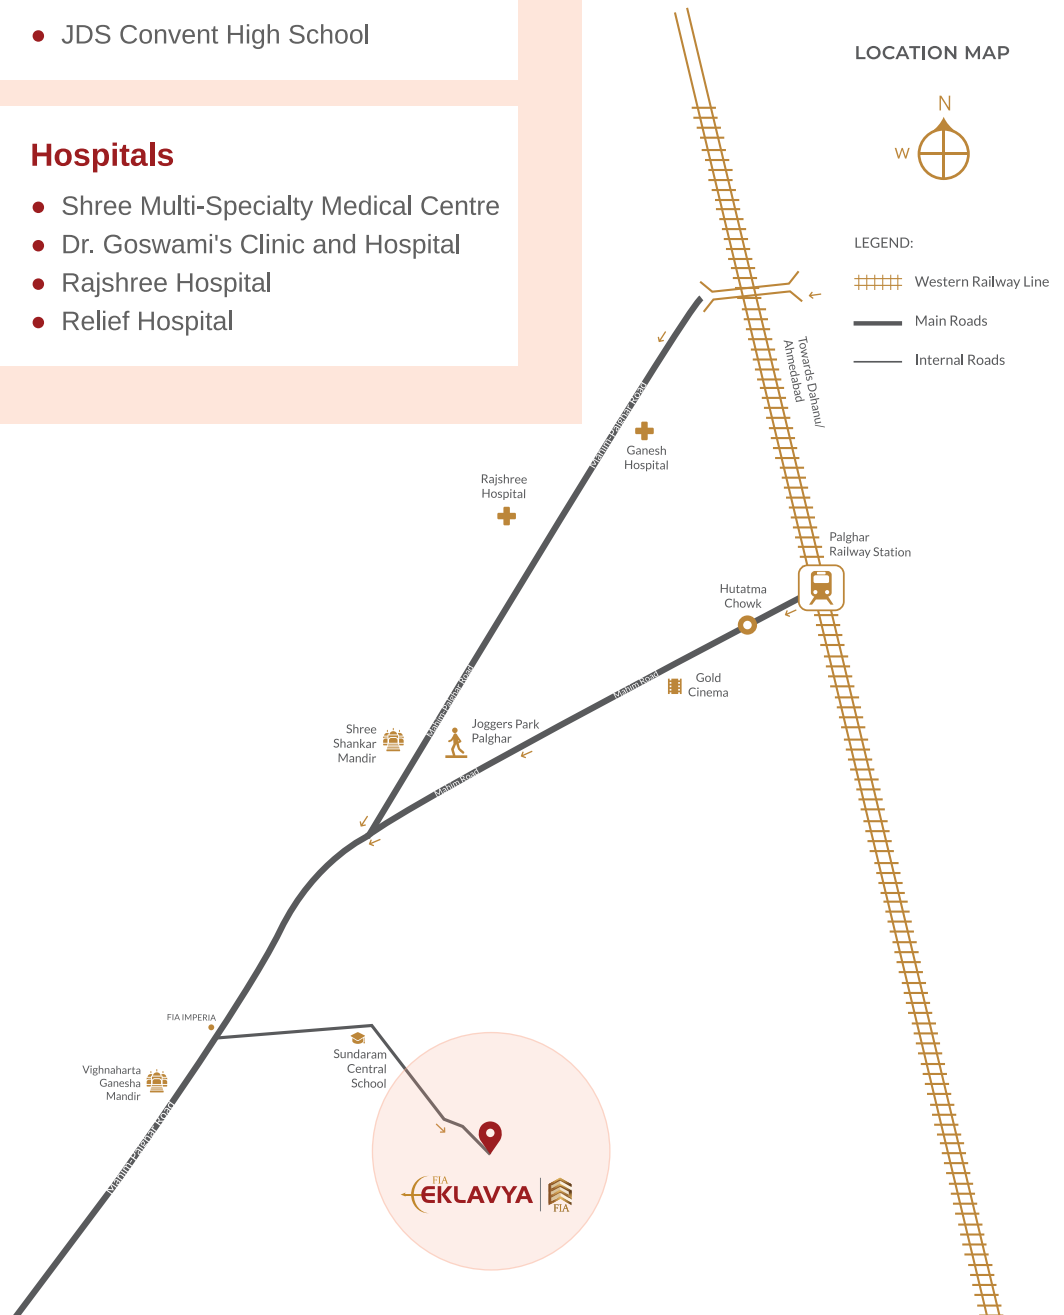 JDS Convent High School
Hospitals
Shree Multi-Specialty Medical Centre
Dr. Goswami's Clinic and Hospital
Rajshree Hospital
Relief Hospital
LOCATION MAP
N
W
LEGEND:
Western Railway Line
Main Roads
Internal Roads
Towards Dahanu/
Ahmedabad
Mahim-Palghar Road
Ganesh
Hospital
Rajshree
Hospital
Palghar
Railway Station
Hutatma
Chowk
Gold
Cinema
Mahim Road
Mahim-Palghar Road
Joggers Park
Palghar
Shree
Shankar
Mandir
Mahim Road
FIA IMPERIA
Sundaram
Central
School
Vighnaharta
Ganesha
Mandir
Mahim-Palghar Road
FIA
EKLAVYA
FIA